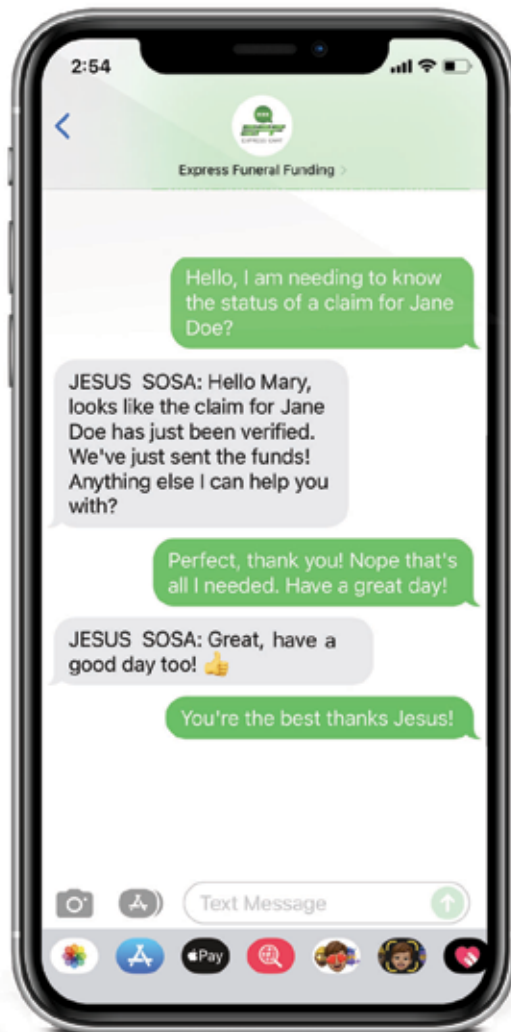 2:54
Express Funeral Funding
Hello, I am needing to know
the status of a claim for Jane
Doe?
JESUS SOSA: Hello Mary,
looks like the claim for Jane
Doe has just been verified.
We've just sent the funds!
Anything else I can help you
with?
Perfect, thank you! Nope that's
all I needed. Have a great day!
JESUS SOSA: Great, have a
good day too! 👍
You're the best thanks Jesus!
Text Message
Pay